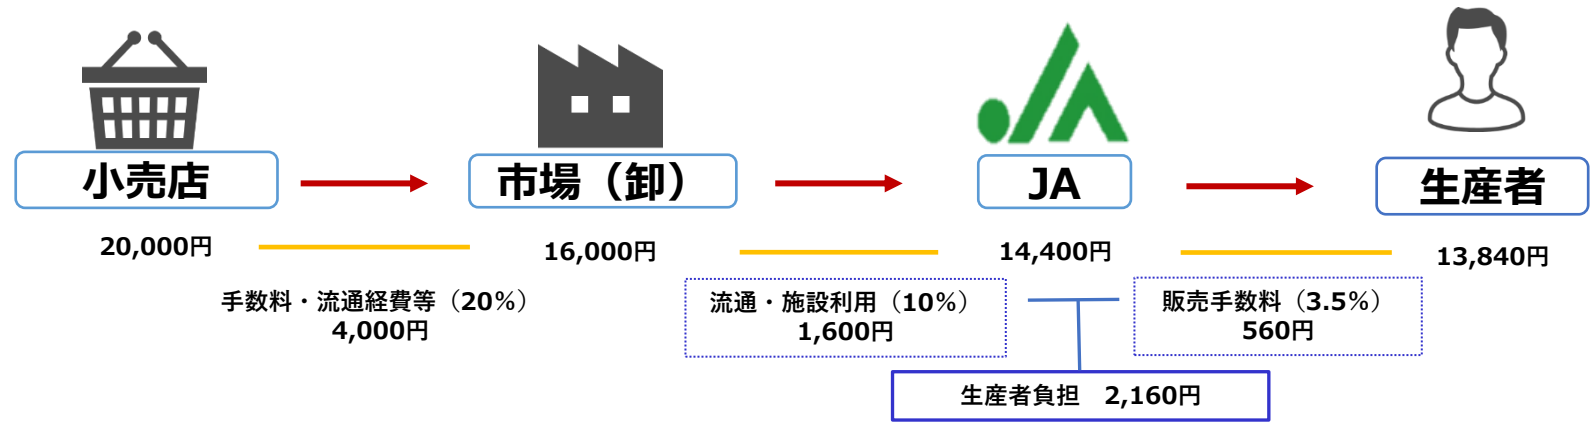 小売店
市場（卸）
JA
生産者
20,000円
16,000円
14,400円
13,840円
手数料・流通経費等（20％）
4,000円
流通・施設利用（10％）
1,600円
販売手数料（3.5％）
560円
生産者負担　2,160円